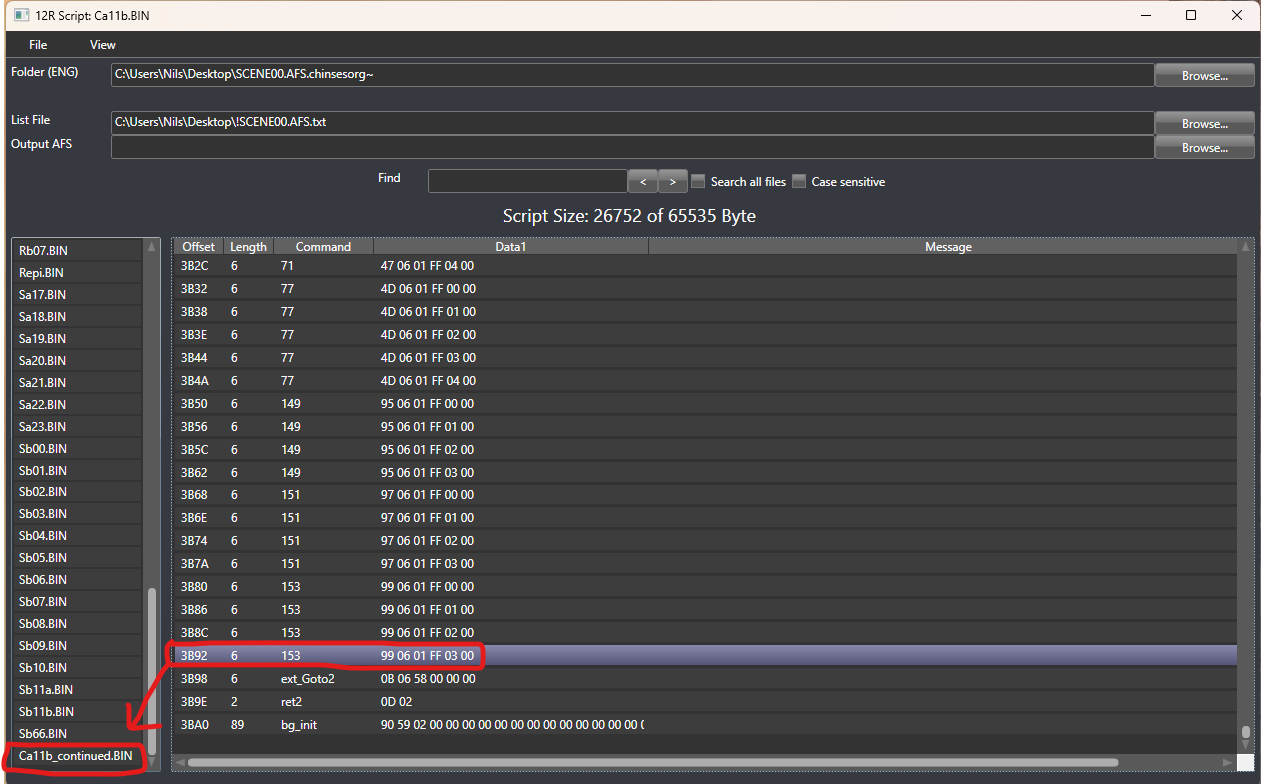 12R Script: Ca11b.BIN
File View
Folder (ENG) C:\Users\Nils\Desktop\SCENE00.AFS.chinsesorg~ Browse...
List File C:\Users\Nils\Desktop\!SCENE00.AFS.txt Browse...
Output AFS Browse...
Find < > Search all files Case sensitive
Script Size: 26752 of 65535 Byte
Rb07.BIN
Repi.BIN
Sa17.BIN
Sa18.BIN
Sa19.BIN
Sa20.BIN
Sa21.BIN
Sa22.BIN
Sa23.BIN
Sb00.BIN
Sb01.BIN
Sb02.BIN
Sb03.BIN
Sb04.BIN
Sb05.BIN
Sb06.BIN
Sb07.BIN
Sb08.BIN
Sb09.BIN
Sb10.BIN
Sb11a.BIN
Sb11b.BIN
Sb66.BIN
Ca11b_continued.BIN
Offset Length Command Data1 Message
3B2C 6 71 47 06 01 FF 04 00
3B32 6 77 4D 06 01 FF 00 00
3B38 6 77 4D 06 01 FF 01 00
3B3E 6 77 4D 06 01 FF 02 00
3B44 6 77 4D 06 01 FF 03 00
3B4A 6 77 4D 06 01 FF 04 00
3B50 6 149 95 06 01 FF 00 00
3B56 6 149 95 06 01 FF 01 00
3B5C 6 149 95 06 01 FF 02 00
3B62 6 149 95 06 01 FF 03 00
3B68 6 151 97 06 01 FF 00 00
3B6E 6 151 97 06 01 FF 01 00
3B74 6 151 97 06 01 FF 02 00
3B7A 6 151 97 06 01 FF 03 00
3B80 6 153 99 06 01 FF 00 00
3B86 6 153 99 06 01 FF 01 00
3B8C 6 153 99 06 01 FF 02 00
3B92 6 153 99 06 01 FF 03 00
3B98 6 ext_Goto2 0B 06 58 00 00 00
3B9E 2 ret2 0D 02
3BA0 89 bg_init 90 59 02 00 00 00 00 00 00 00 00 00 00 00 00 00